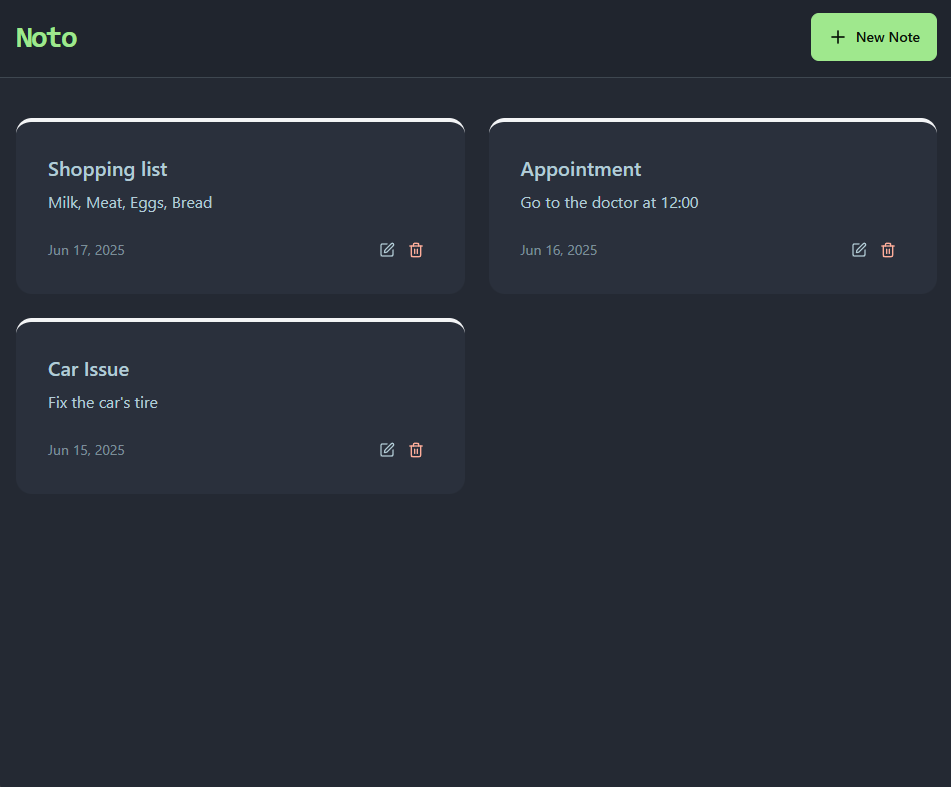 Noto
New Note
Shopping list
Milk, Meat, Eggs, Bread
Jun 17, 2025
Appointment
Go to the doctor at 12:00
Jun 16, 2025
Car Issue
Fix the car's tire
Jun 15, 2025